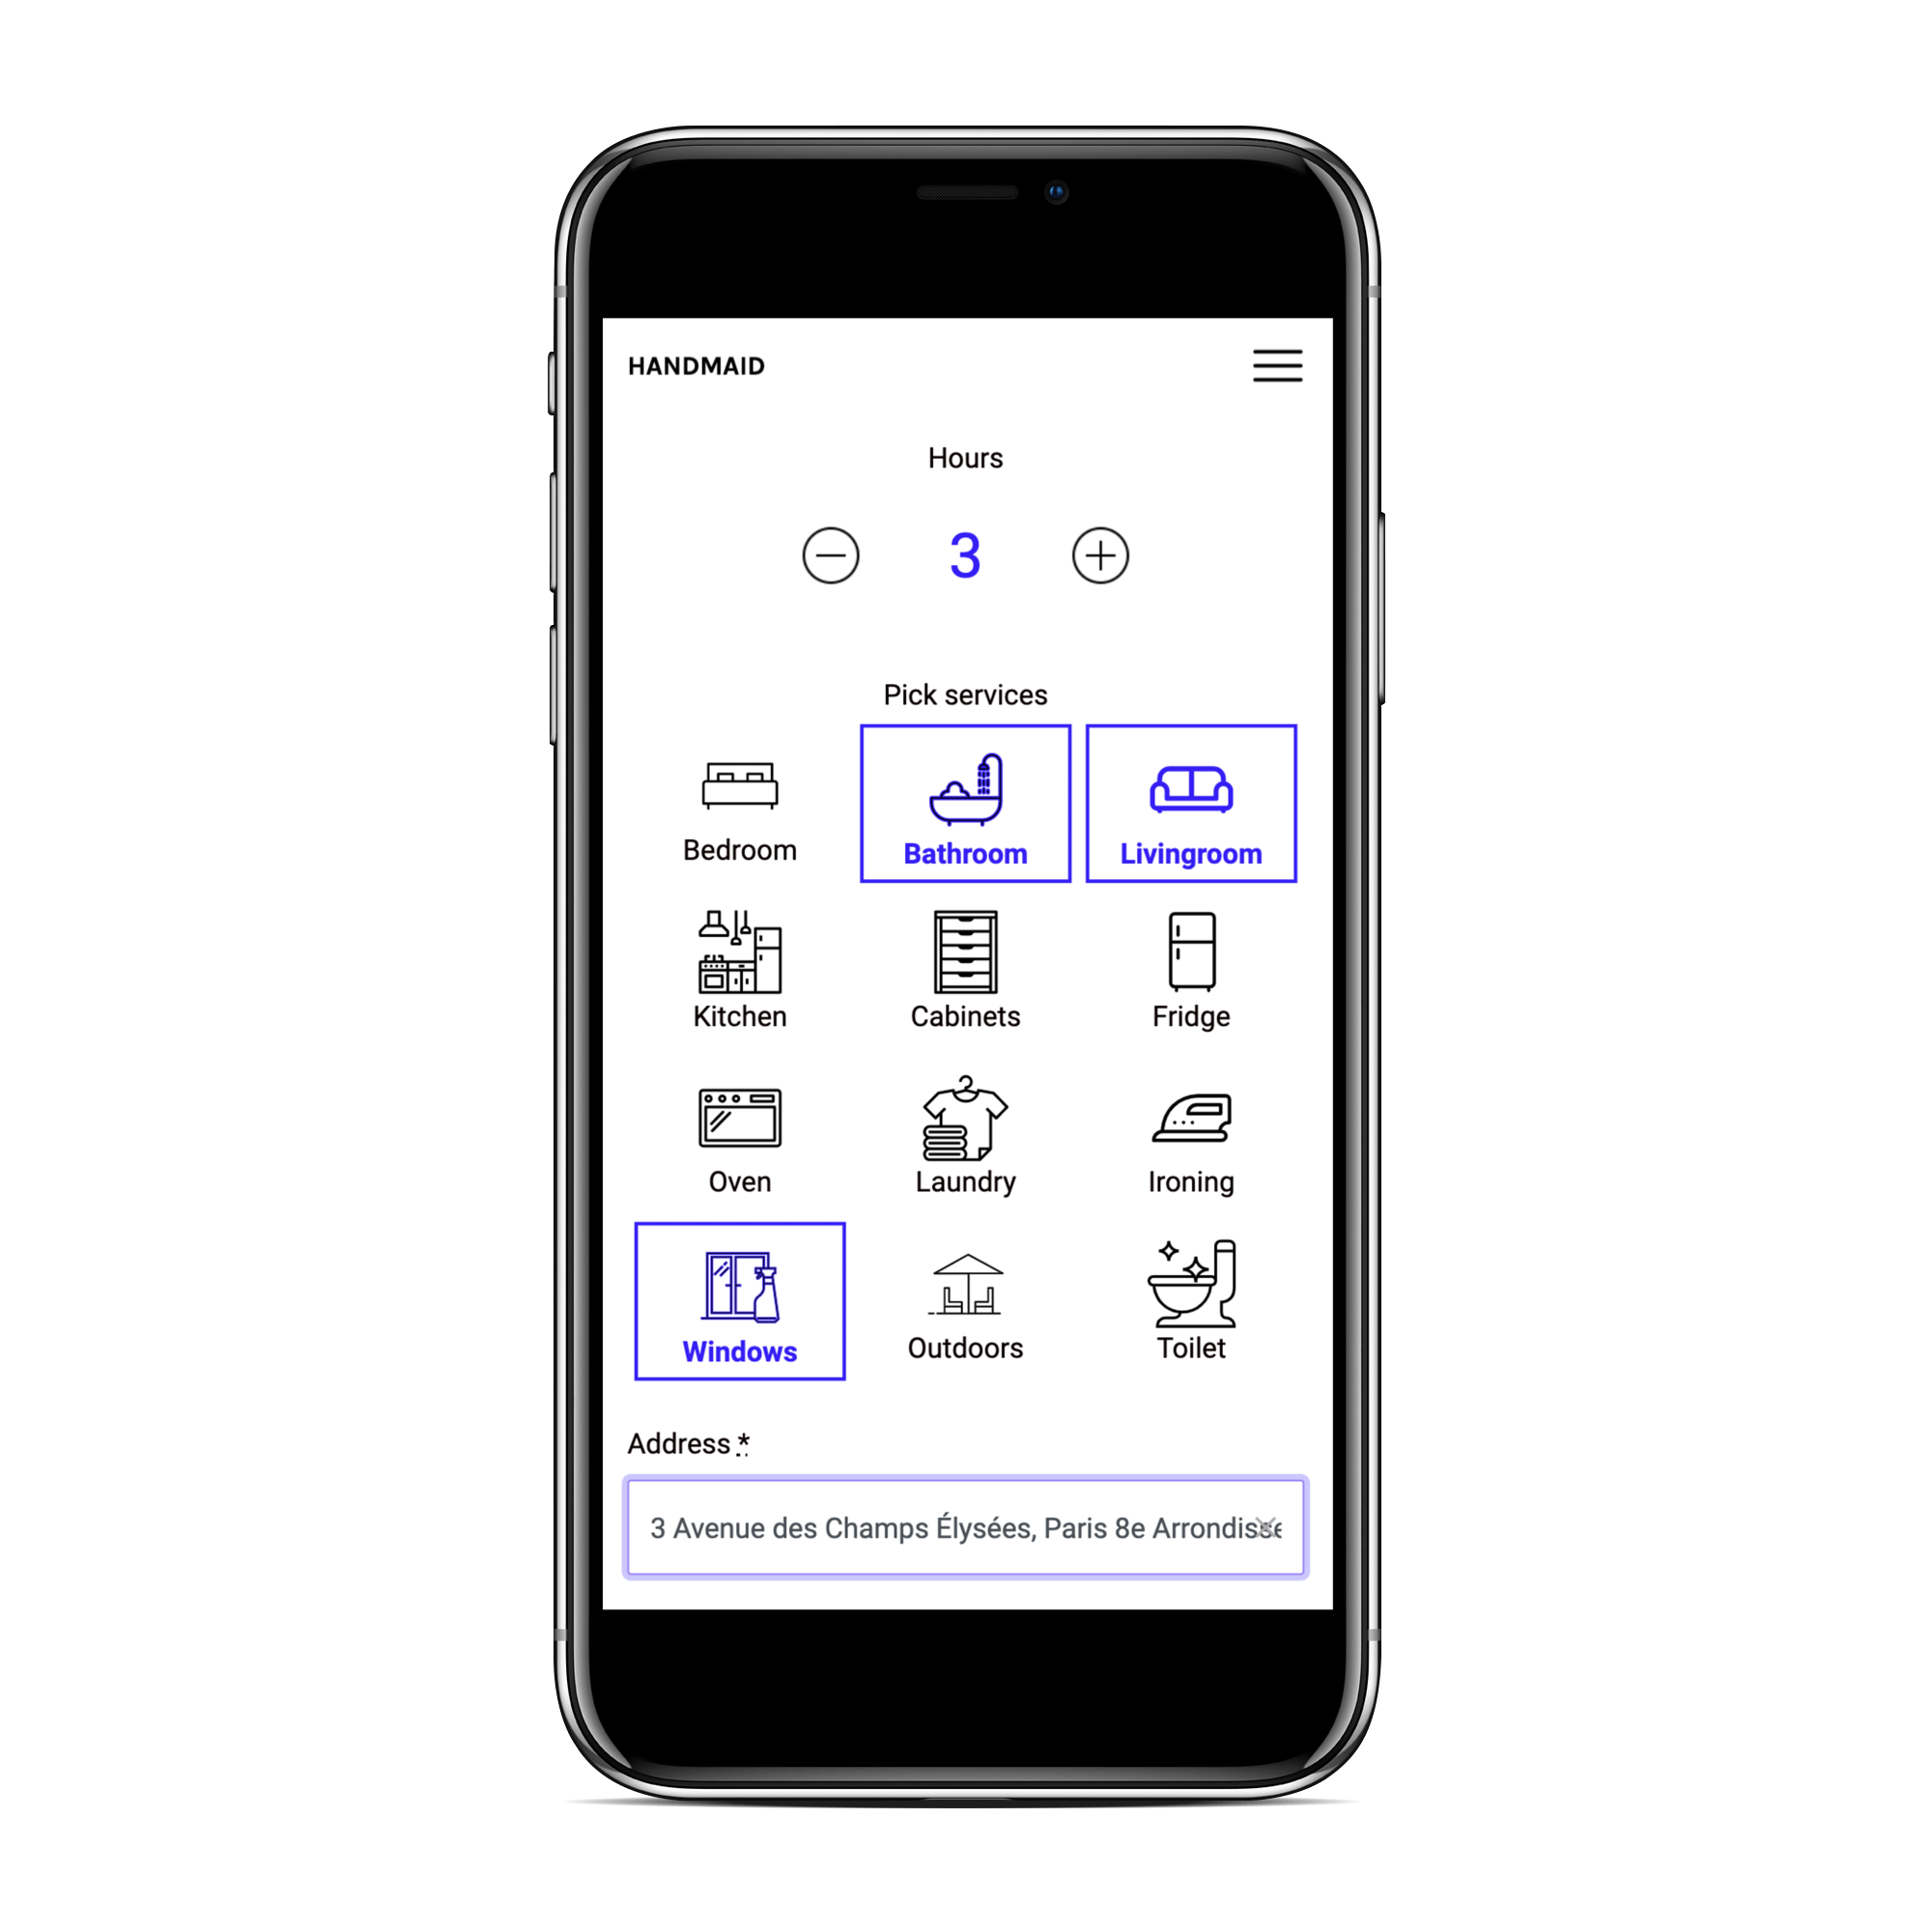 HANDMAID
Hours
3
Pick services
Bedroom
Bathroom
Livingroom
Kitchen
Cabinets
Fridge
Oven
Laundry
Ironing
Windows
Outdoors
Toilet
Address *
3 Avenue des Champs Élysées, Paris 8e